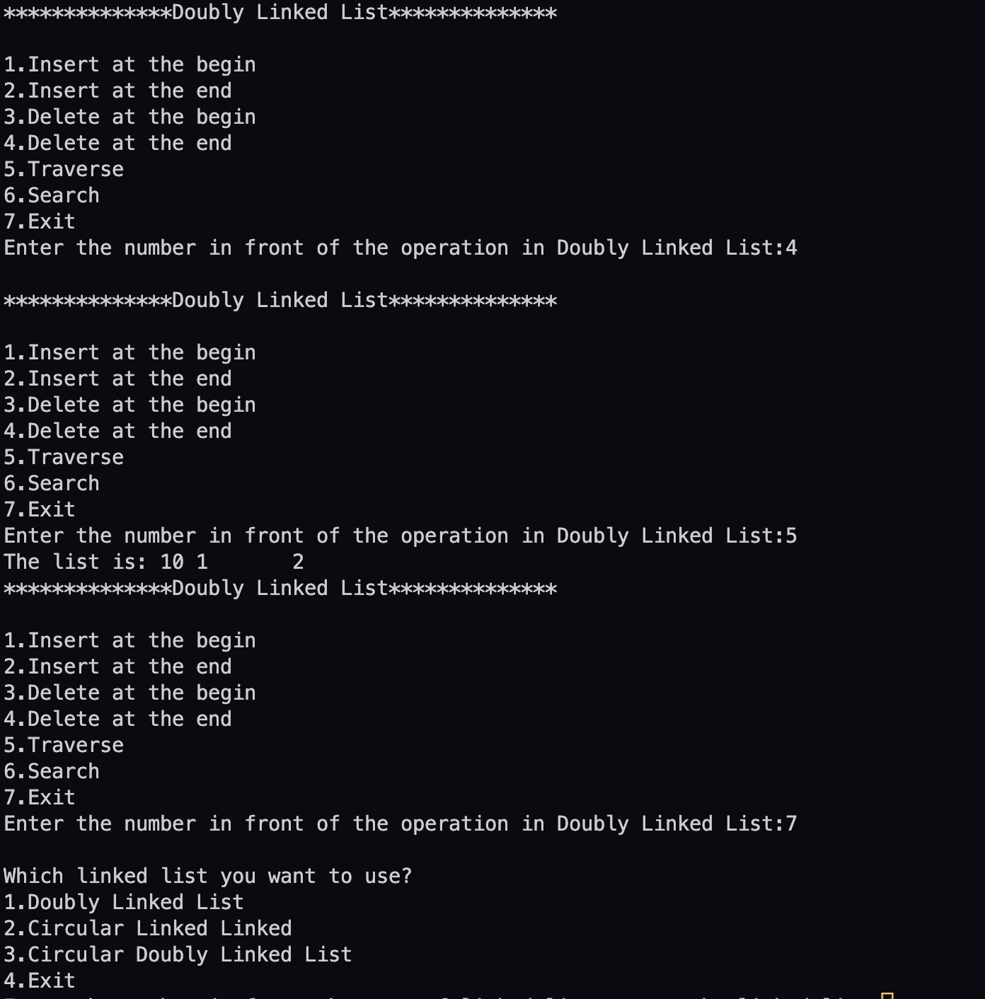 **************Doubly Linked List**************
1.Insert at the begin
2.Insert at the end
3.Delete at the begin
4.Delete at the end
5.Traverse
6.Search
7.Exit
Enter the number in front of the operation in Doubly Linked List:4
**************Doubly Linked List**************
1.Insert at the begin
2.Insert at the end
3.Delete at the begin
4.Delete at the end
5.Traverse
6.Search
7.Exit
Enter the number in front of the operation in Doubly Linked List:5
The list is: 10 1       2
**************Doubly Linked List**************
1.Insert at the begin
2.Insert at the end
3.Delete at the begin
4.Delete at the end
5.Traverse
6.Search
7.Exit
Enter the number in front of the operation in Doubly Linked List:7
Which linked list you want to use?
1.Doubly Linked List
2.Circular Linked Linked
3.Circular Doubly Linked List
4.Exit